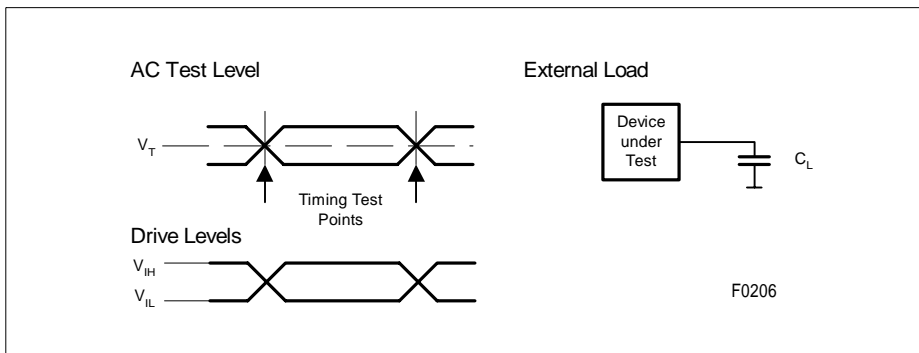 AC Test Level
External Load
V_T
Device
under
Test
C_L
Timing Test
Points
Drive Levels
V_IH
V_IL
F0206